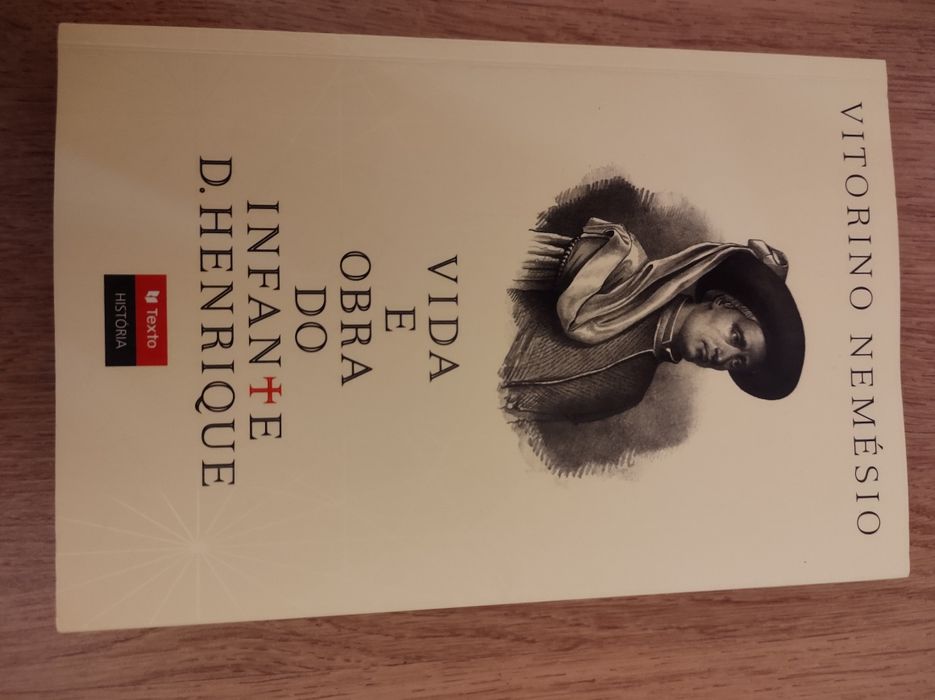 VITORINO NEMÉSIO
VIDA
E
OBRA
DO
INFANTE
D. HENRIQUE
Texto
HISTÓRIA